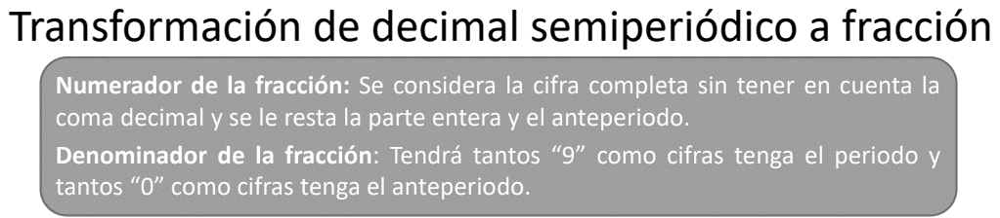 Transformación de decimal semiperiódico a fracción
Numerador de la fracción: Se considera la cifra completa sin tener en cuenta la
coma decimal y se le resta la parte entera y el anteperiodo.
Denominador de la fracción: Tendrá tantos “9” como cifras tenga el periodo y
tantos “0” como cifras tenga el anteperiodo.